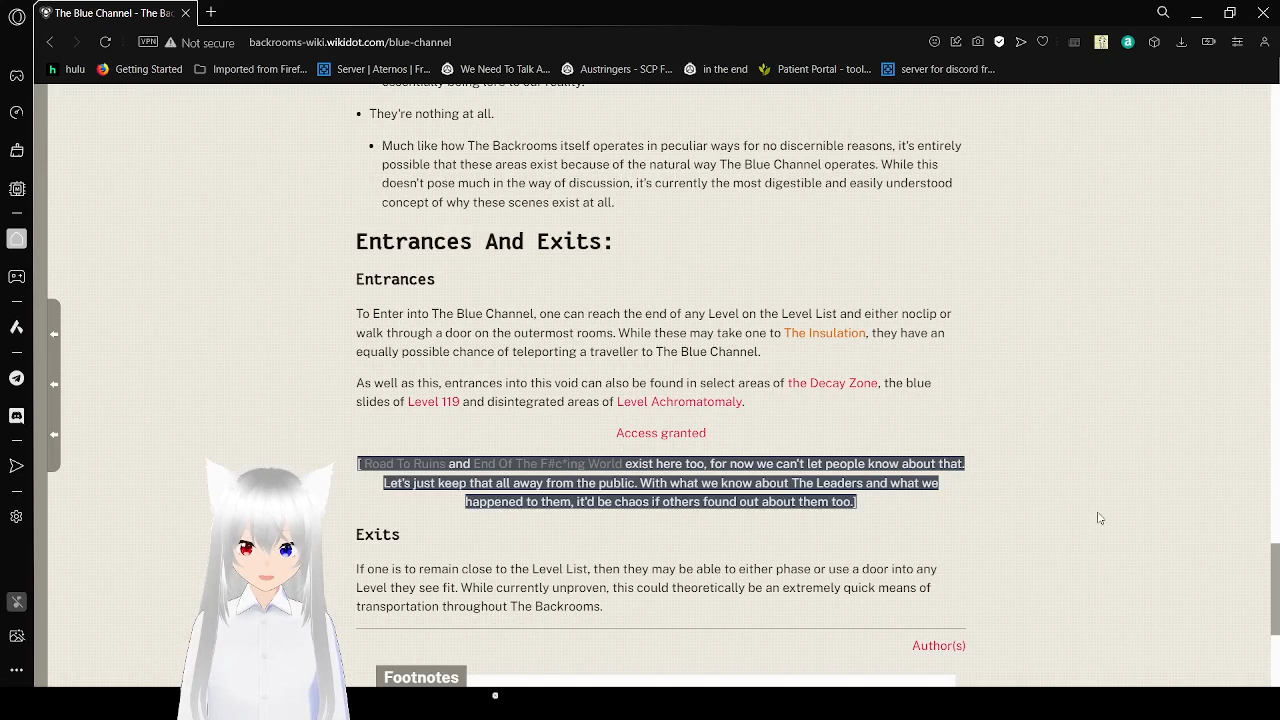 The Blue Channel - The Bac
VPN
Not secure
backrooms-wiki.wikidot.com/blue-channel
hulu
Getting Started
Imported from Firef...
Server | Aternos | Fr...
We Need To Talk A...
Austringers - SCP F...
in the end
Patient Portal - tool...
server for discord fr...
They're nothing at all.
Much like how The Backrooms itself operates in peculiar ways for no discernible reasons, it's entirely
possible that these areas exist because of the natural way The Blue Channel operates. While this
doesn't pose much in the way of discussion, it's currently the most digestible and easily understood
concept of why these scenes exist at all.
Entrances And Exits:
Entrances
To Enter into The Blue Channel, one can reach the end of any Level on the Level List and either noclip or
walk through a door on the outermost rooms. While these may take one to The Insulation, they have an
equally possible chance of teleporting a traveller to The Blue Channel.
As well as this, entrances into this void can also be found in select areas of the Decay Zone, the blue
slides of Level 119 and disintegrated areas of Level Achromatomaly.
Access granted
[ Road To Ruins and End Of The F#c*ing World exist here too, for now we can't let people know about that.
Let's just keep that all away from the public. With what we know about The Leaders and what we
happened to them, it'd be chaos if others found out about them too.]
Exits
If one is to remain close to the Level List, then they may be able to either phase or use a door into any
Level they see fit. While currently unproven, this could theoretically be an extremely quick means of
transportation throughout The Backrooms.
Author(s)
Footnotes